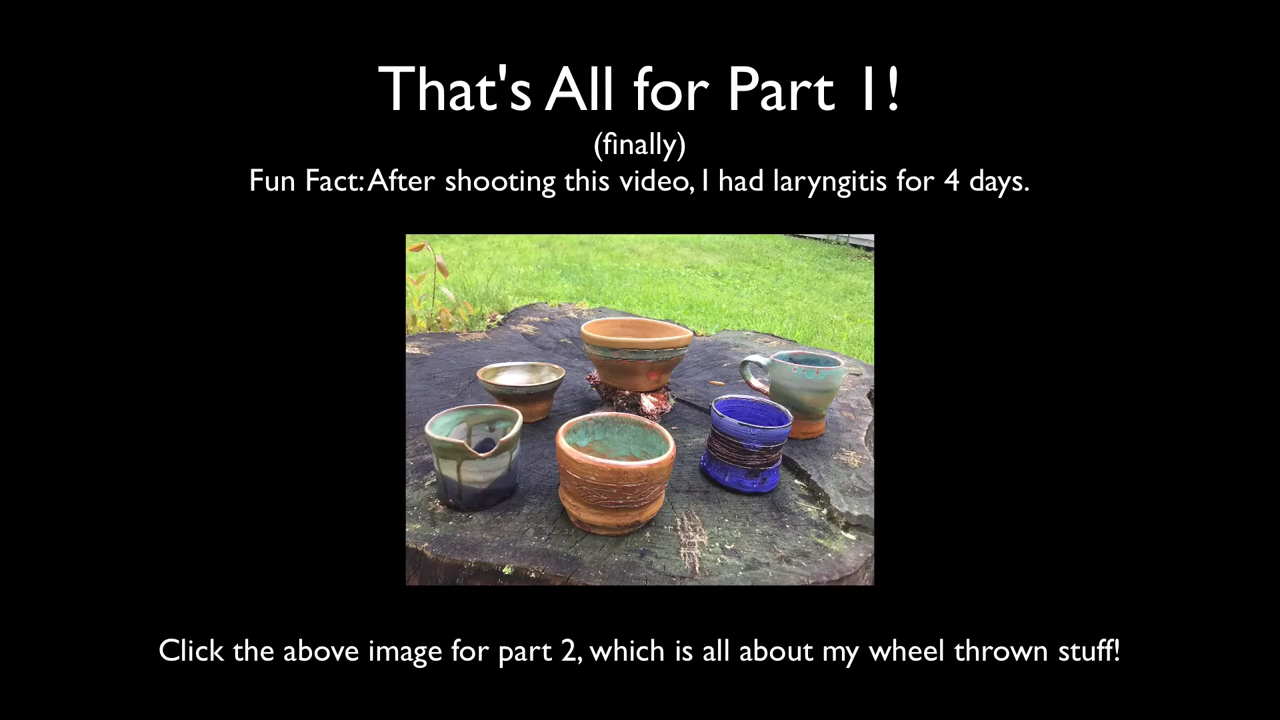 That's All for Part 1!
(finally)
Fun Fact: After shooting this video, I had laryngitis for 4 days.
Click the above image for part 2, which is all about my wheel thrown stuff!